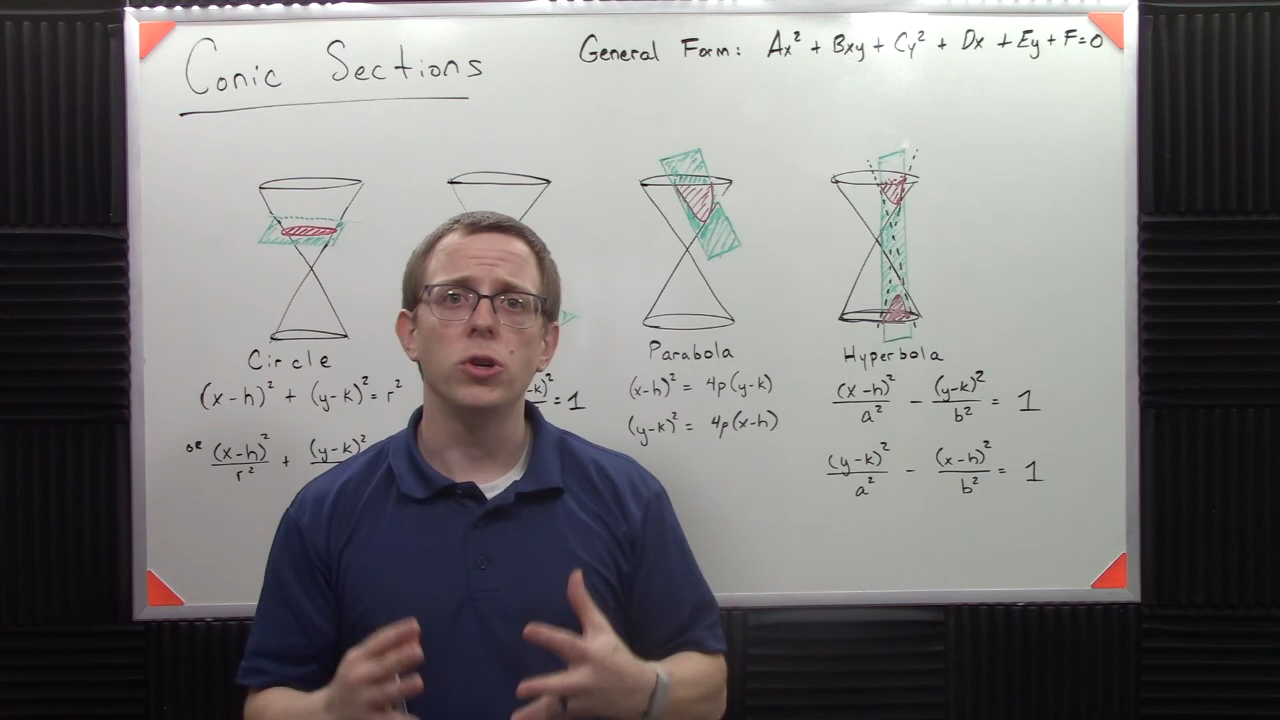 Conic Sections
General Form: Ax² + Bxy + Cy² + Dx + Ey + F = 0
Circle
(x-h)² + (y-k)² = r²
or (x-h)²/r² + (y-k)²
-k)² = 1
Parabola
(x-h)² = 4p(y-k)
(y-k)² = 4p(x-h)
Hyperbola
(x-h)²/a² - (y-k)²/b² = 1
(y-k)²/a² - (x-h)²/b² = 1